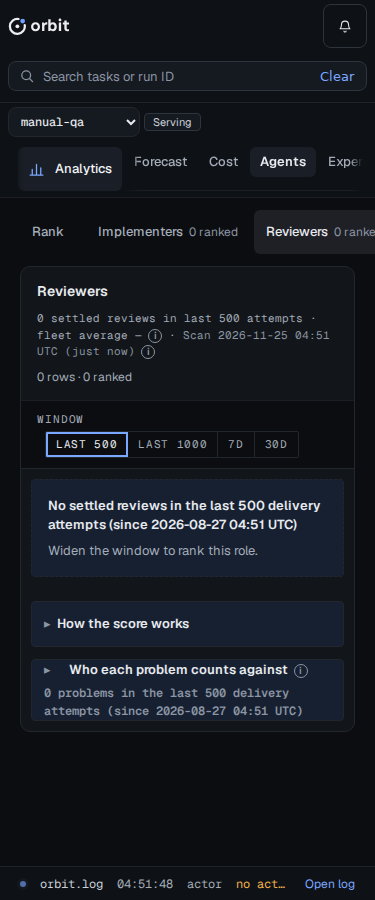 orbit
Search tasks or run ID
Clear
manual-qa
Serving
Analytics
Forecast
Cost
Agents
Exper
Rank
Implementers 0 ranked
Reviewers 0 ranke
Reviewers
0 settled reviews in last 500 attempts ·
fleet average — ⓘ · Scan 2026-11-25 04:51
UTC (just now) ⓘ
0 rows · 0 ranked
WINDOW
LAST 500
LAST 1000
7D
30D
No settled reviews in the last 500 delivery
attempts (since 2026-08-27 04:51 UTC)
Widen the window to rank this role.
▸ How the score works
▸ Who each problem counts against ⓘ
0 problems in the last 500 delivery
attempts (since 2026-08-27 04:51 UTC)
orbit.log 04:51:48 actor no act… Open log